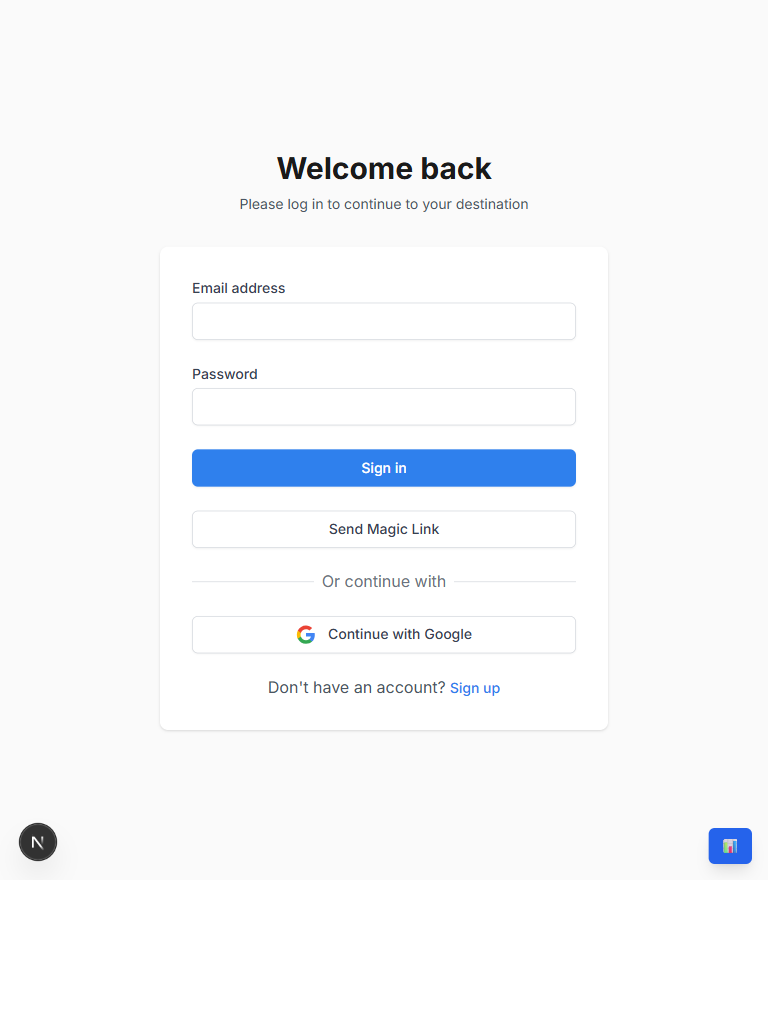 Welcome back
Please log in to continue to your destination
Email address
Password
Sign in
Send Magic Link
Or continue with
Continue with Google
Don't have an account? Sign up
N